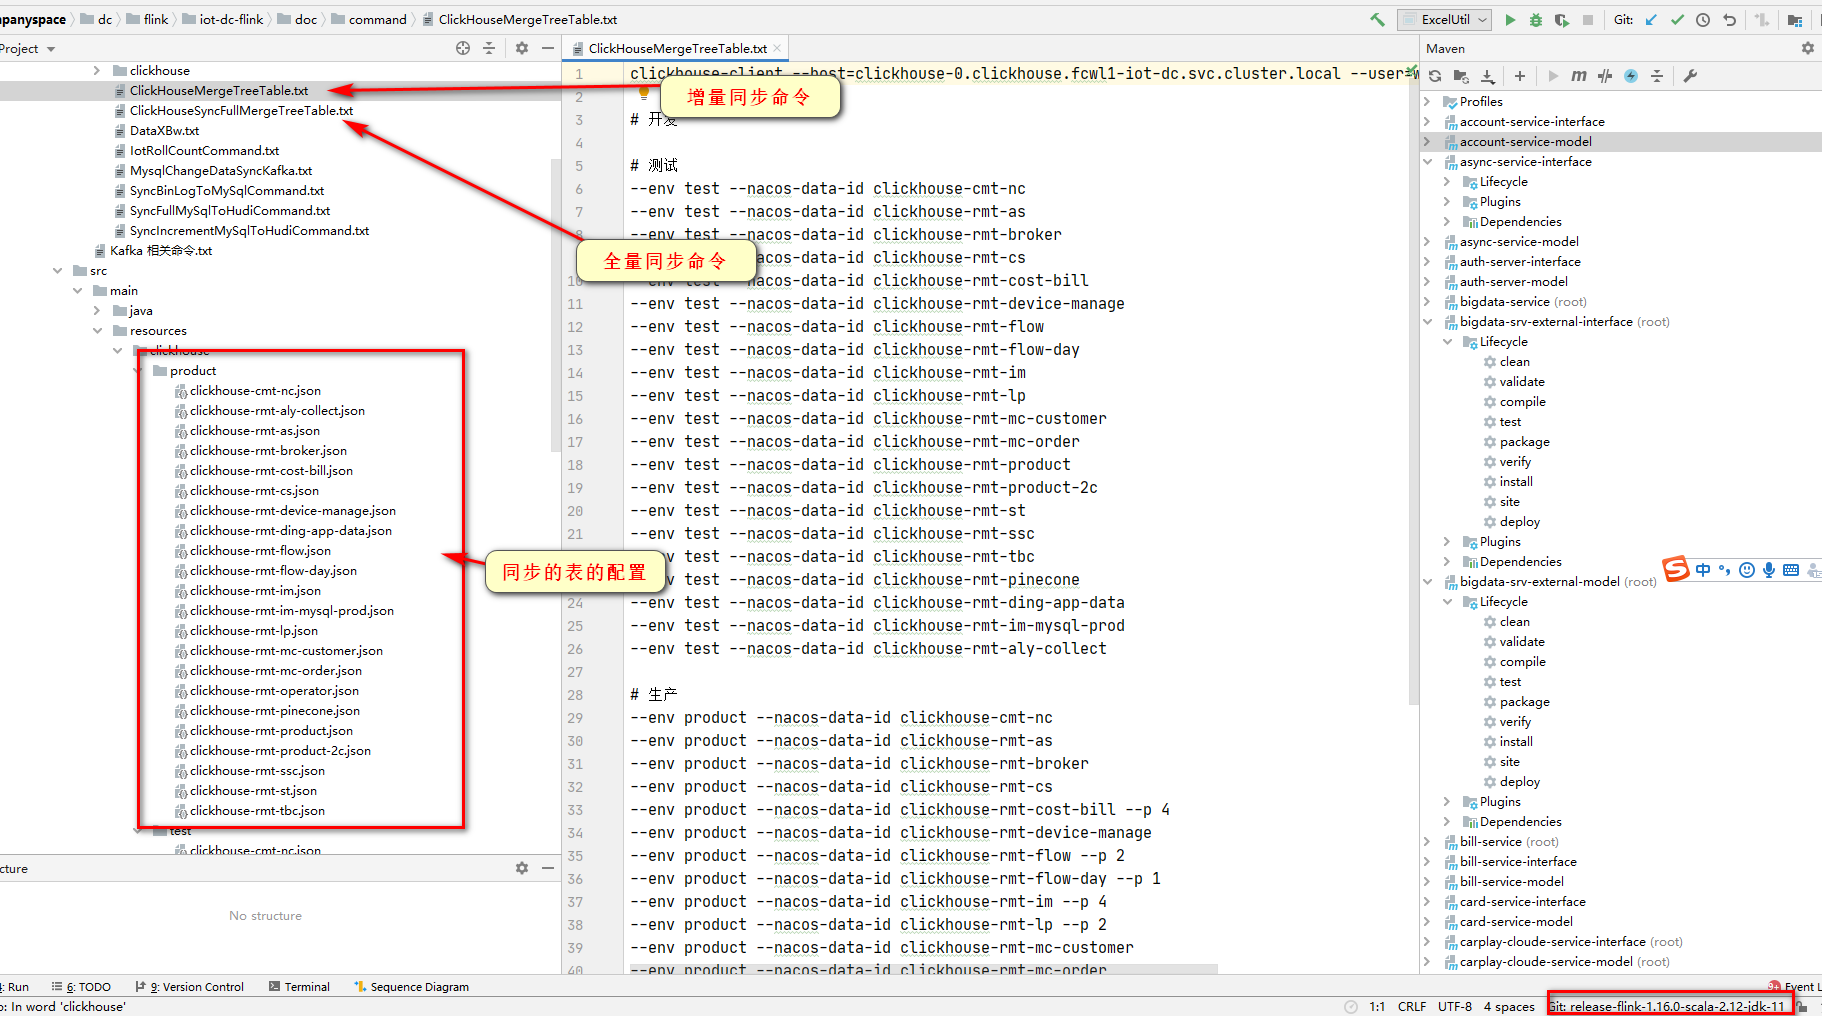 panyspace 〉 dc 〉 flink 〉 iot-dc-flink 〉 doc 〉 command 〉 ClickHouseMergeTreeTable.txt
ExcelUtil
Git:
Project
clickhouse
ClickHouseMergeTreeTable.txt
ClickHouseSyncFullMergeTreeTable.txt
DataXBw.txt
IotRollCountCommand.txt
MysqlChangeDataSyncKafka.txt
SyncBinLogToMySqlCommand.txt
SyncFullMySqlToHudiCommand.txt
SyncIncrementMySqlToHudiCommand.txt
Kafka 相关命令.txt
src
main
java
resources
clickhouse
product
clickhouse-cmt-nc.json
clickhouse-rmt-aly-collect.json
clickhouse-rmt-as.json
clickhouse-rmt-broker.json
clickhouse-rmt-cost-bill.json
clickhouse-rmt-cs.json
clickhouse-rmt-device-manage.json
clickhouse-rmt-ding-app-data.json
clickhouse-rmt-flow.json
clickhouse-rmt-flow-day.json
clickhouse-rmt-im.json
clickhouse-rmt-im-mysql-prod.json
clickhouse-rmt-lp.json
clickhouse-rmt-mc-customer.json
clickhouse-rmt-mc-order.json
clickhouse-rmt-operator.json
clickhouse-rmt-pinecone.json
clickhouse-rmt-product.json
clickhouse-rmt-product-2c.json
clickhouse-rmt-ssc.json
clickhouse-rmt-st.json
clickhouse-rmt-tbc.json
test
clickhouse-cmt-nc.json
cture
No structure
增量同步命令
全量同步命令
同步的表的配置
ClickHouseMergeTreeTable.txt
1 clickhouse-client --host=clickhouse-0.clickhouse.fcwl1-iot-dc.svc.cluster.local --user=
2
3 # 开发
4
5 # 测试
6 --env test --nacos-data-id clickhouse-cmt-nc
7 --env test --nacos-data-id clickhouse-rmt-as
8 --env test --nacos-data-id clickhouse-rmt-broker
clickhouse-rmt-cs
10 --env test --nacos-data-id clickhouse-rmt-cost-bill
11 --env test --nacos-data-id clickhouse-rmt-device-manage
12 --env test --nacos-data-id clickhouse-rmt-flow
13 --env test --nacos-data-id clickhouse-rmt-flow-day
14 --env test --nacos-data-id clickhouse-rmt-im
15 --env test --nacos-data-id clickhouse-rmt-lp
16 --env test --nacos-data-id clickhouse-rmt-mc-customer
17 --env test --nacos-data-id clickhouse-rmt-mc-order
18 --env test --nacos-data-id clickhouse-rmt-product
19 --env test --nacos-data-id clickhouse-rmt-product-2c
20 --env test --nacos-data-id clickhouse-rmt-st
21 --env test --nacos-data-id clickhouse-rmt-ssc
test --nacos-data-id clickhouse-rmt-tbc
test --nacos-data-id clickhouse-rmt-pinecone
24 --env test --nacos-data-id clickhouse-rmt-ding-app-data
25 --env test --nacos-data-id clickhouse-rmt-im-mysql-prod
26 --env test --nacos-data-id clickhouse-rmt-aly-collect
27
28 # 生产
29 --env product --nacos-data-id clickhouse-cmt-nc
30 --env product --nacos-data-id clickhouse-rmt-as
31 --env product --nacos-data-id clickhouse-rmt-broker
32 --env product --nacos-data-id clickhouse-rmt-cs
33 --env product --nacos-data-id clickhouse-rmt-cost-bill --p 4
34 --env product --nacos-data-id clickhouse-rmt-device-manage
35 --env product --nacos-data-id clickhouse-rmt-flow --p 2
36 --env product --nacos-data-id clickhouse-rmt-flow-day --p 1
37 --env product --nacos-data-id clickhouse-rmt-im --p 4
38 --env product --nacos-data-id clickhouse-rmt-lp --p 2
39 --env product --nacos-data-id clickhouse-rmt-mc-customer
40 --env product --nacos-data-id clickhouse-rmt-mc-order
Maven
Profiles
account-service-interface
account-service-model
async-service-interface
Lifecycle
Plugins
Dependencies
async-service-model
auth-server-interface
auth-server-model
bigdata-service (root)
bigdata-srv-external-interface (root)
Lifecycle
clean
validate
compile
test
package
verify
install
site
deploy
Plugins
Dependencies
bigdata-srv-external-model (root)
Lifecycle
clean
validate
compile
test
package
verify
install
site
deploy
Plugins
Dependencies
bill-service (root)
bill-service-interface
bill-service-model
card-service-interface
card-service-model
carplay-cloude-service-interface (root)
carplay-cloude-service-model (root)
中
4: Run 6: TODO 9: Version Control Terminal Sequence Diagram Event L
o: In word 'clickhouse' 1:1 CRLF UTF-8 4 spaces Git: release-flink-1.16.0-scala-2.12-jdk-11